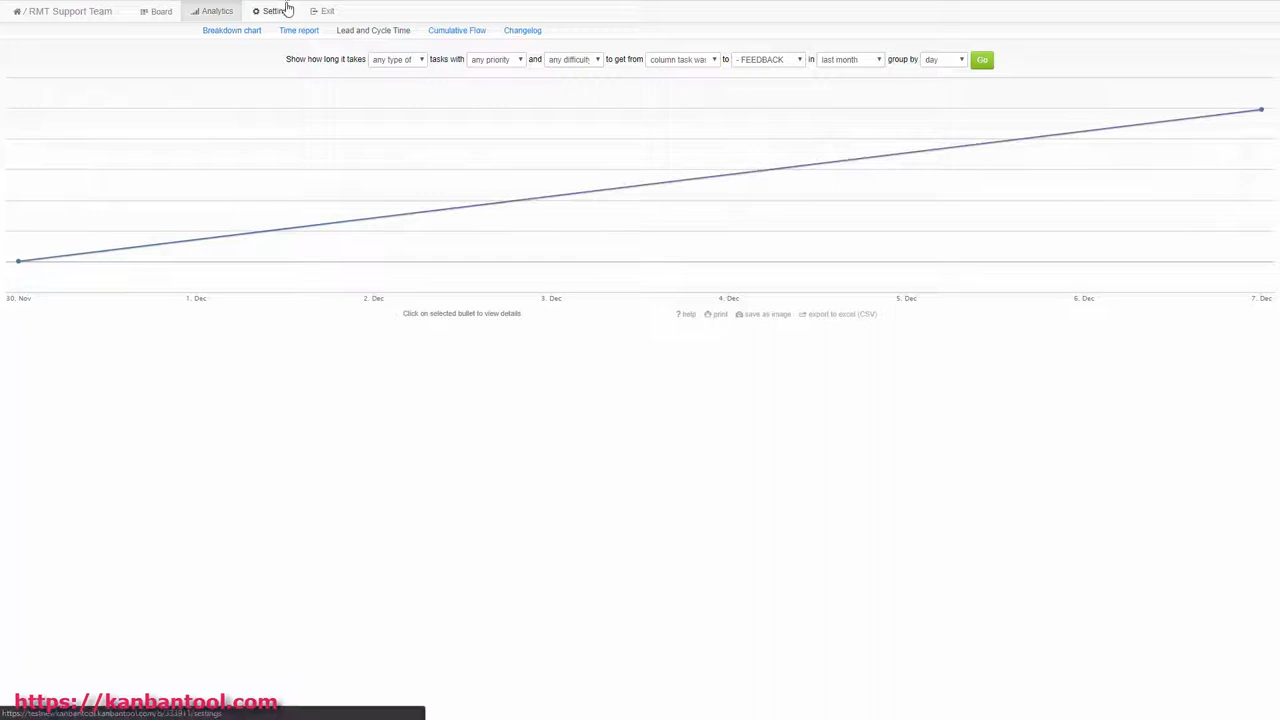 / RMT Support Team Board Analytics Settings Exit
Breakdown chart Time report Lead and Cycle Time Cumulative Flow Changelog
Show how long it takes any type of tasks with any priority and any difficulty to get from column task was to - FEEDBACK in last month group by day Go
30. Nov 1. Dec 2. Dec 3. Dec 4. Dec 5. Dec 6. Dec 7. Dec
Click on selected bullet to view details ? help print save as image export to excel (CSV)
https://kanbantool.com